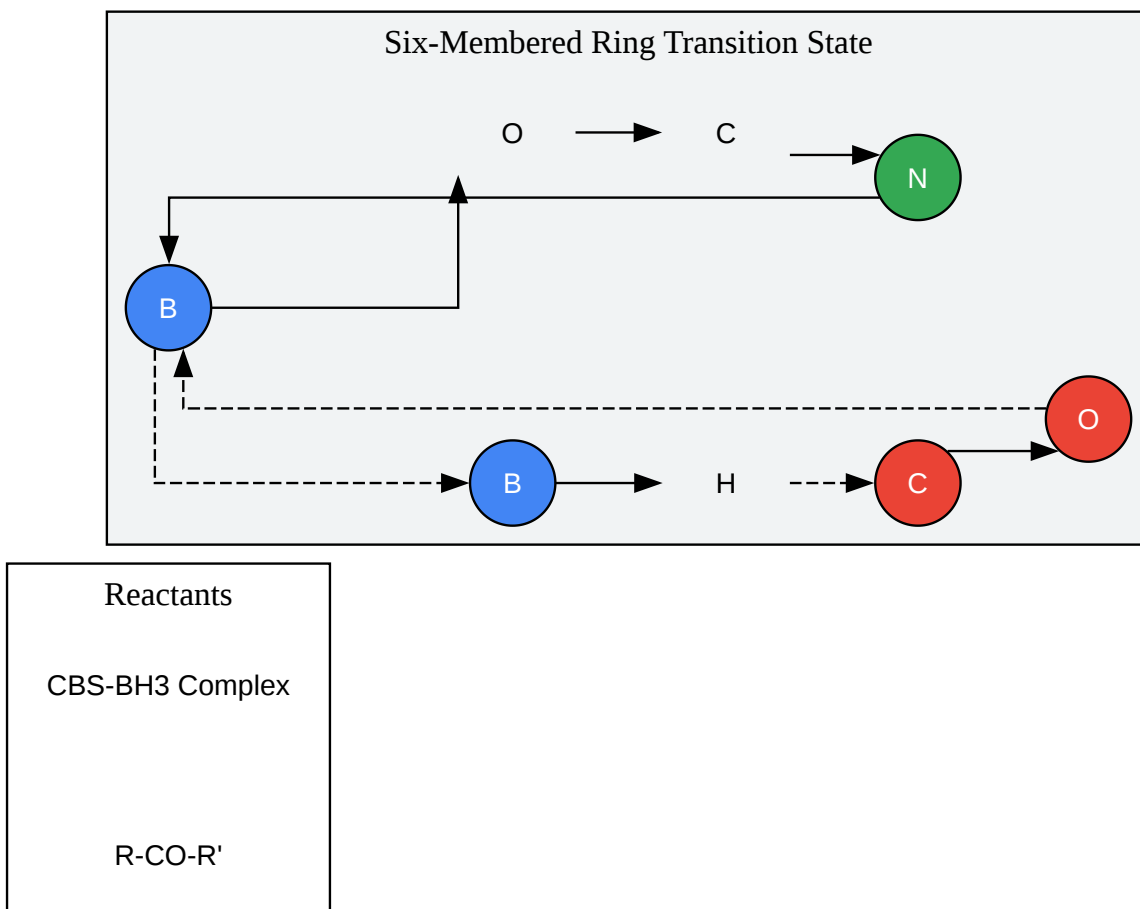 Six-Membered Ring Transition State
O
C
N
B
O
B
H
C
Reactants
CBS-BH3 Complex
R-CO-R'